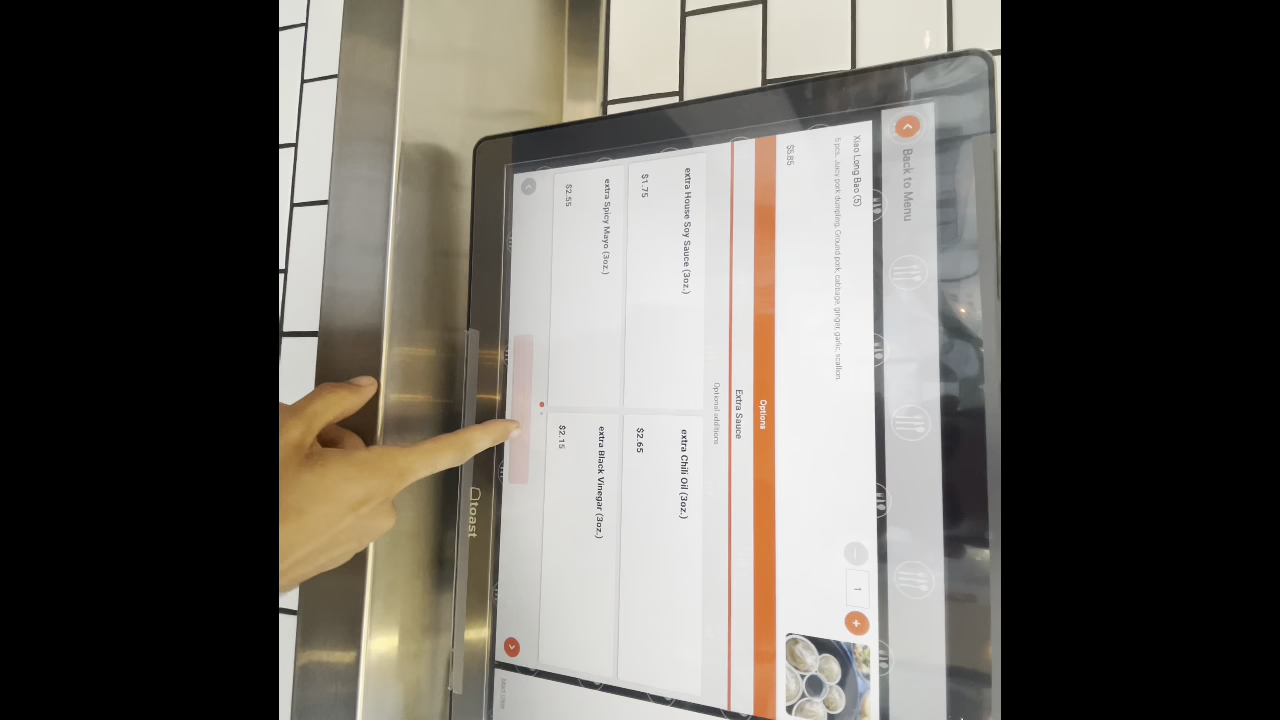 Back to Menu
Xiao Long Bao (5)
5 pcs. Juicy pork dumpling. Ground pork, cabbage, ginger, garlic, scallion.
$5.85
1
Options
Extra Sauce
Optional additions
extra House Soy Sauce (3oz.)
$1.75
extra Chili Oil (3oz.)
$2.65
extra Spicy Mayo (3oz.)
$2.55
extra Black Vinegar (3oz.)
$2.15
toast